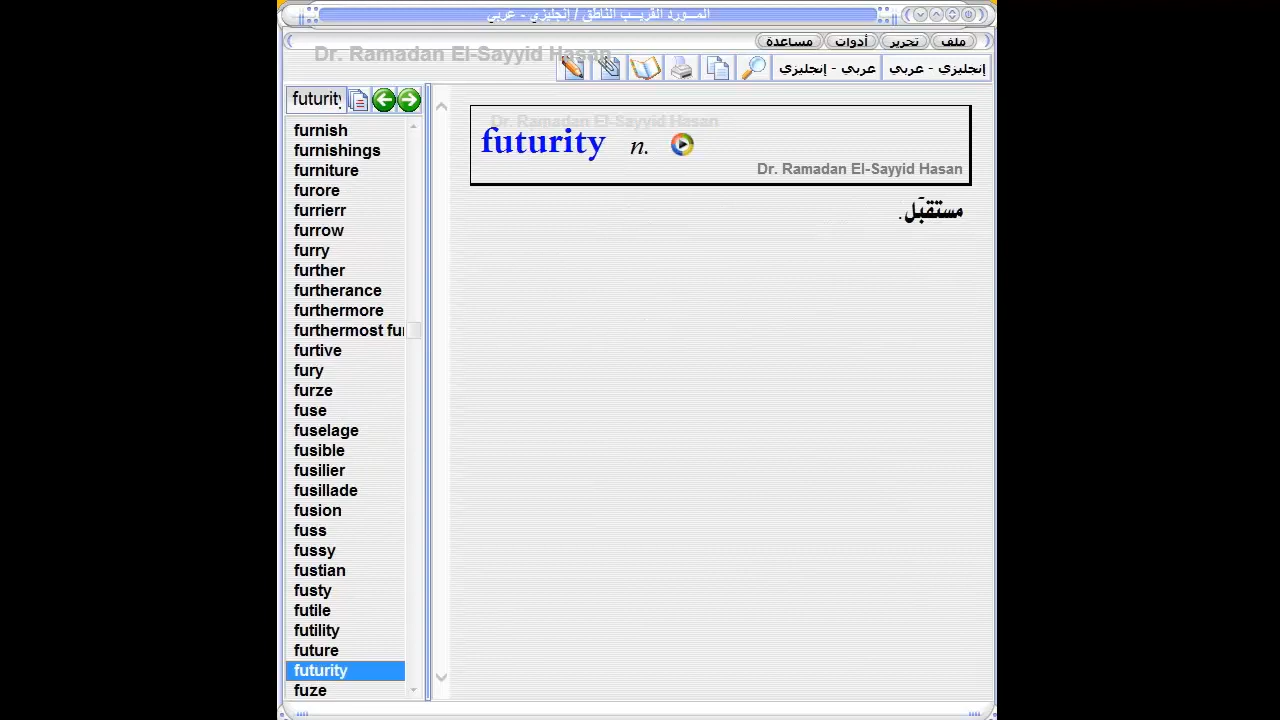 المـورد القريـب الناطق / إنجليزي - عربي
ملف
تحرير
أدوات
مساعدة
Dr. Ramadan El-Sayyid Hasan
إنجليزي - عربي
عربي - إنجليزي
futurity
furnish
furnishings
furniture
furore
furrierr
furrow
furry
further
furtherance
furthermore
furthermost fur
furtive
fury
furze
fuse
fuselage
fusible
fusilier
fusillade
fusion
fuss
fussy
fustian
fusty
futile
futility
future
futurity
fuze
Dr. Ramadan El-Sayyid Hasan
futurity n.
Dr. Ramadan El-Sayyid Hasan
مستقبَل.